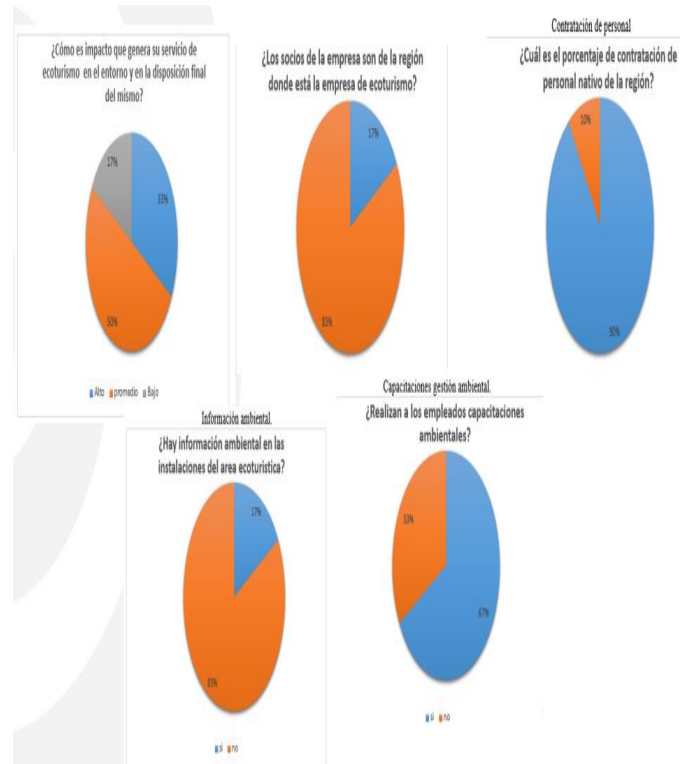 ¿Cómo es impacto que genera su servicio de
ecoturismo en el entorno y en la disposición final
del mismo?
17%
33%
50%
Alto promedio Bajo
¿Los socios de la empresa son de la región
donde está la empresa de ecoturismo?
17%
83%
Contratación de personal
¿Cuál es el porcentaje de contratación de
personal nativo de la región?
10%
90%
Información ambiental.
¿Hay información ambiental en las
instalaciones del area ecoturistica?
17%
83%
si no
Capacitaciones gestión ambiental.
¿Realizan a los empleados capacitaciones
ambientales?
33%
67%
si no